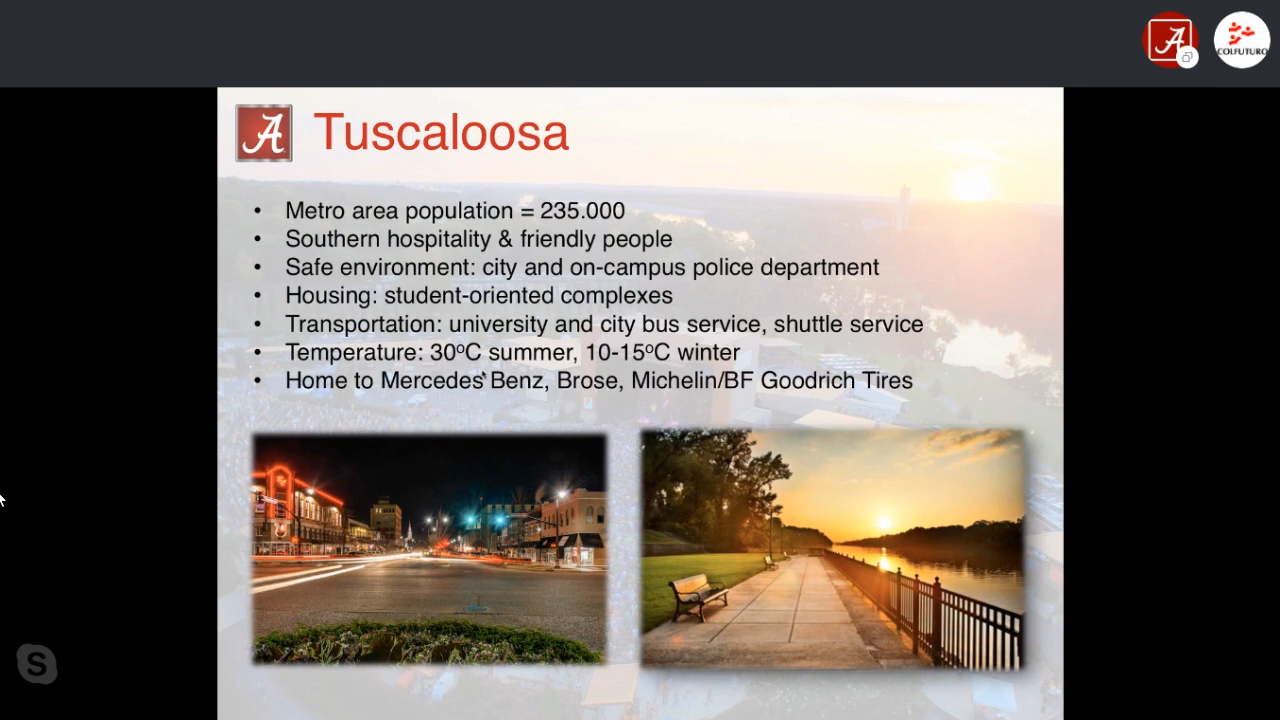 A
COLFUTURO
A Tuscaloosa
• Metro area population = 235.000
• Southern hospitality & friendly people
• Safe environment: city and on-campus police department
• Housing: student-oriented complexes
• Transportation: university and city bus service, shuttle service
• Temperature: 30ºC summer, 10-15ºC winter
• Home to Mercedes Benz, Brose, Michelin/BF Goodrich Tires
S